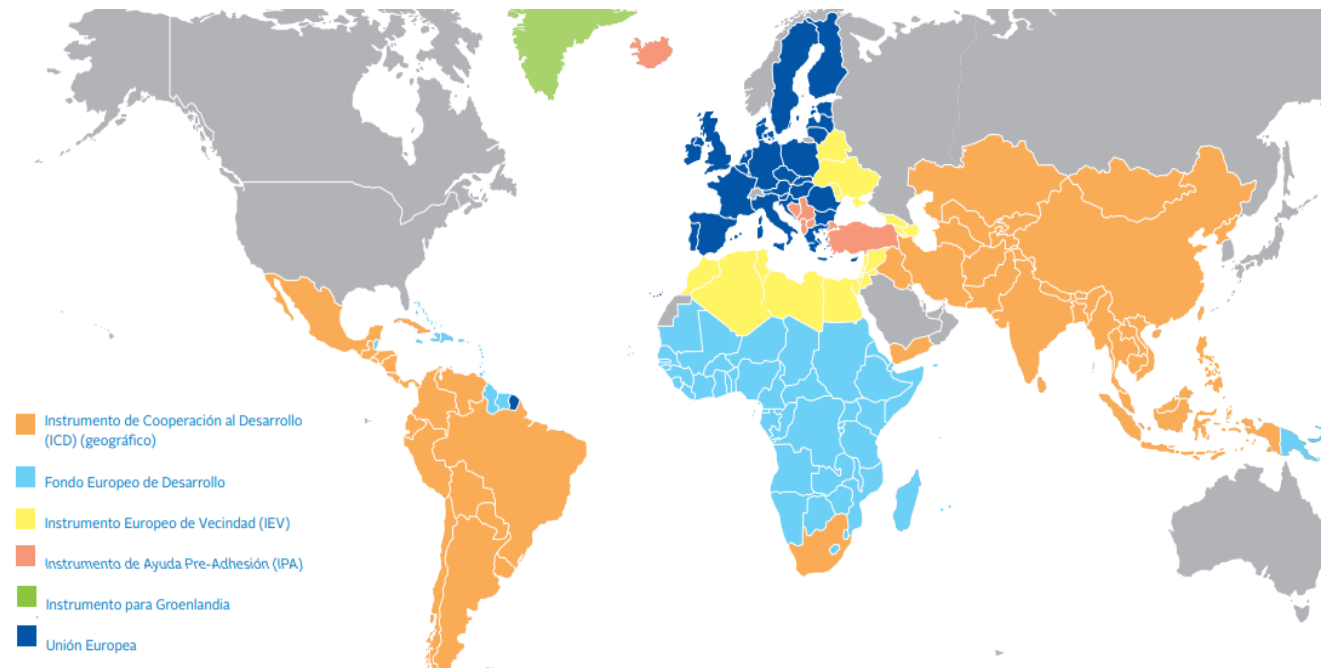 Instrumento de Cooperación al Desarrollo
(ICD) (geográfico)
Fondo Europeo de Desarrollo
Instrumento Europeo de Vecindad (IEV)
Instrumento de Ayuda Pre-Adhesión (IPA)
Instrumento para Groenlandia
Unión Europea